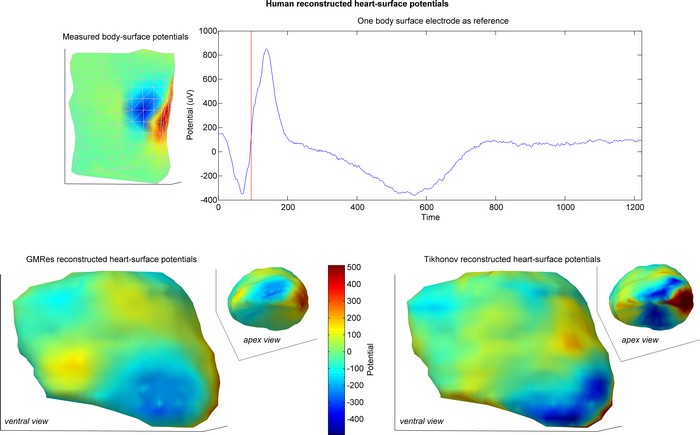 Human reconstructed heart-surface potentials
One body surface electrode as reference
Measured body-surface potentials
1000
800
600
400
200
0
-200
-400
Potential (uV)
0
200
400
600
800
1000
1200
Time
GMRes reconstructed heart-surface potentials
apex view
ventral view
500
400
300
200
100
0
-100
-200
-300
-400
Potential
Tikhonov reconstructed heart-surface potentials
apex view
ventral view